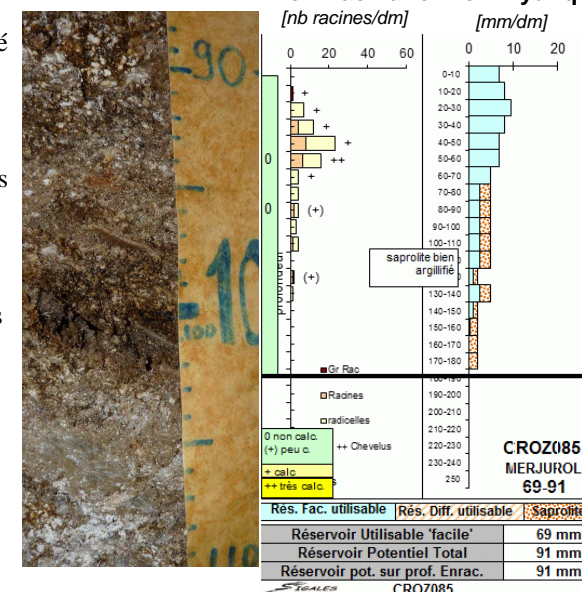 [nb racines/dm]
[mm/dm]
0 20 40 60
0 10 20
é
s
s
90
10
100
110
0
0
+
+
+
+
++
+
(+)
(+)
0-10
10-20
20-30
30-40
40-50
50-60
60-70
70-80
80-90
90-100
100-110
saprolite bien
argillifié
130-140
140-150
150-160
160-170
170-180
190-200
200-210
210-220
220-230
230-240
250
Gr Rac
Racines
radicelles
++ Chevelus
0 non calc.
(+) peu c.
+ calc
++ très calc.
CROZ085
MERJUROL
69-91
Rés. Fac. utilisable
Rés. Diff. utilisable
Saprolite
Réservoir Utilisable 'facile' 69 mm
Réservoir Potentiel Total 91 mm
Réservoir pot. sur prof. Enrac. 91 mm
SIGALES
CROZ085